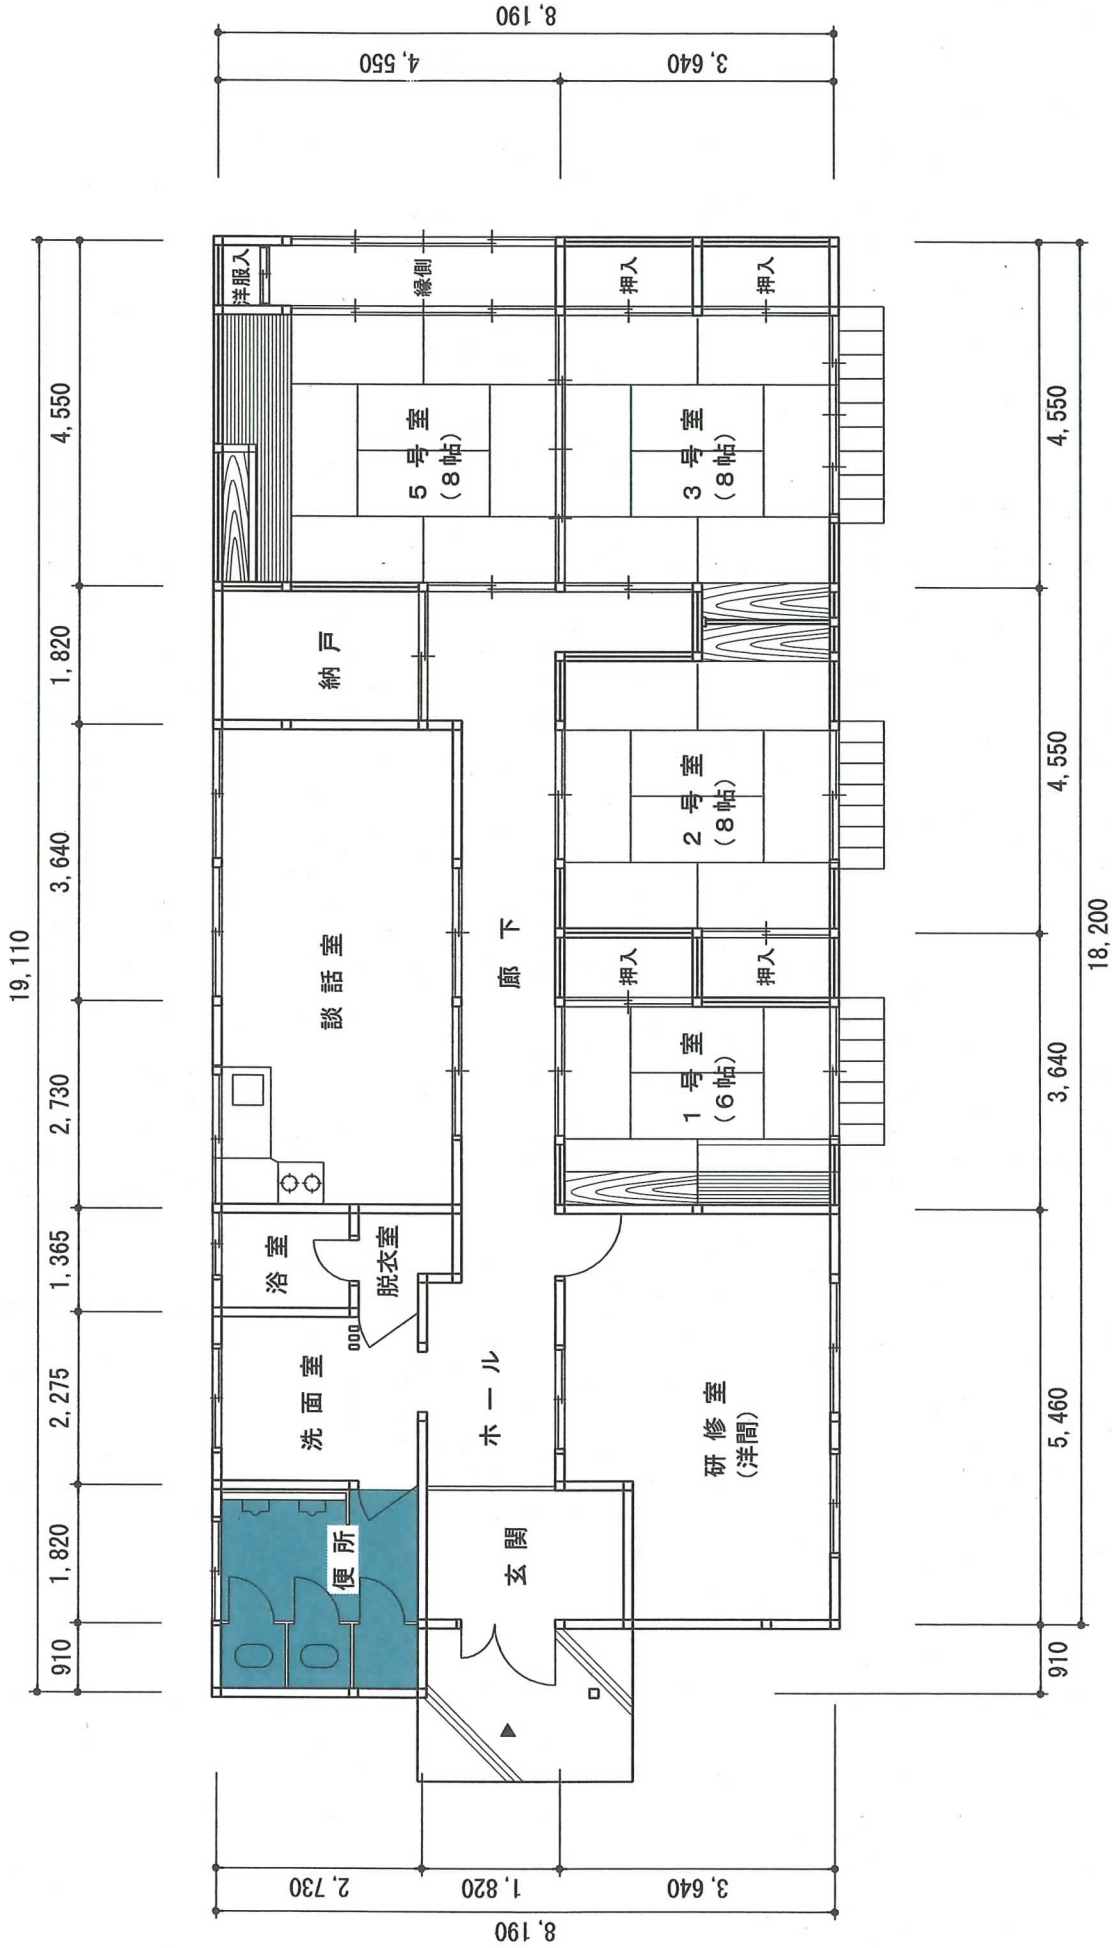 19,110
910
1,820
2,275
1,365
2,730
3,640
1,820
4,550
8,190
2,730
1,820
3,640
便所
洗面室
浴室
脱衣室
談話室
納戸
洋服入
縁側
5号室
(8帖)
玄関
ホール
廊下
研修室
(洋間)
1号室
(6帖)
押入
押入
2号室
(8帖)
3号室
(8帖)
押入
押入
4,550
3,640
8,190
910
5,460
3,640
4,550
4,550
18,200